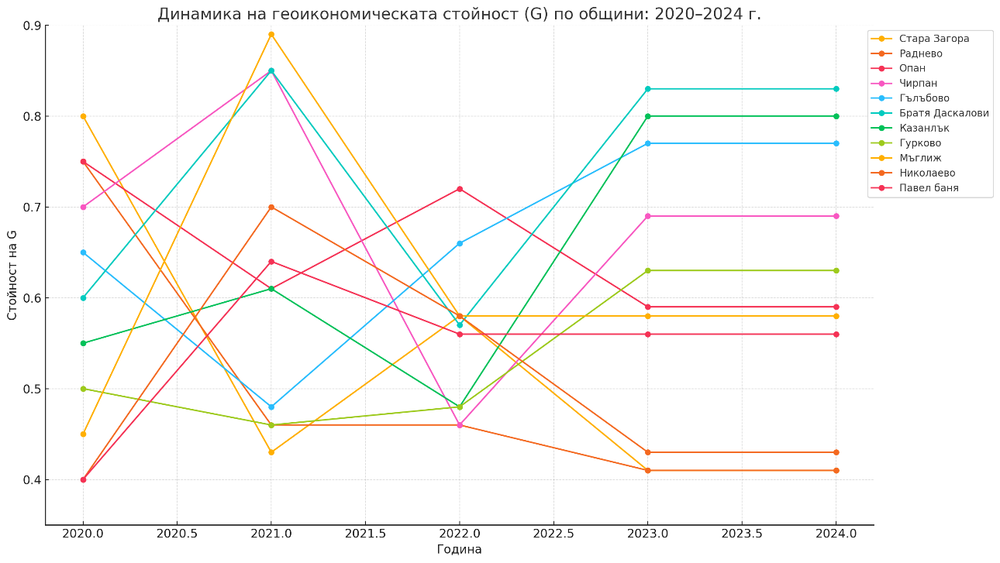 Динамика на геоикономическата стойност (G) по общини: 2020–2024 г.
0.9
0.8
0.7
0.6
0.5
0.4
Стойност на G
2020.0 2020.5 2021.0 2021.5 2022.0 2022.5 2023.0 2023.5 2024.0
Година
Стара Загора
Раднево
Опан
Чирпан
Гълъбово
Братя Даскалови
Казанлък
Гурково
Мъглиж
Николаево
Павел баня